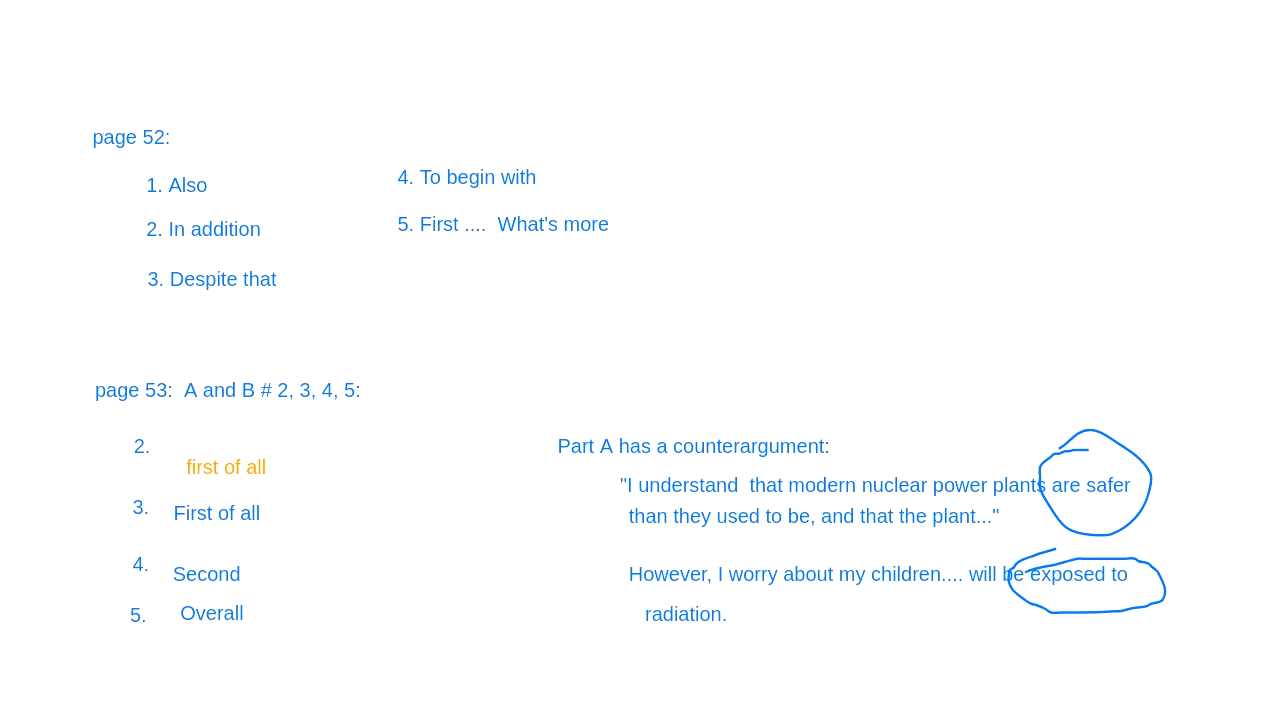 page 52:
1. Also
2. In addition
3. Despite that
4. To begin with
5. First ....  What's more
page 53:  A and B # 2, 3, 4, 5:
2.
first of all
3. First of all
4. Second
5. Overall
Part A has a counterargument:
"I understand  that modern nuclear power plants are safer
than they used to be, and that the plant..."
However, I worry about my children.... will be exposed to
radiation.